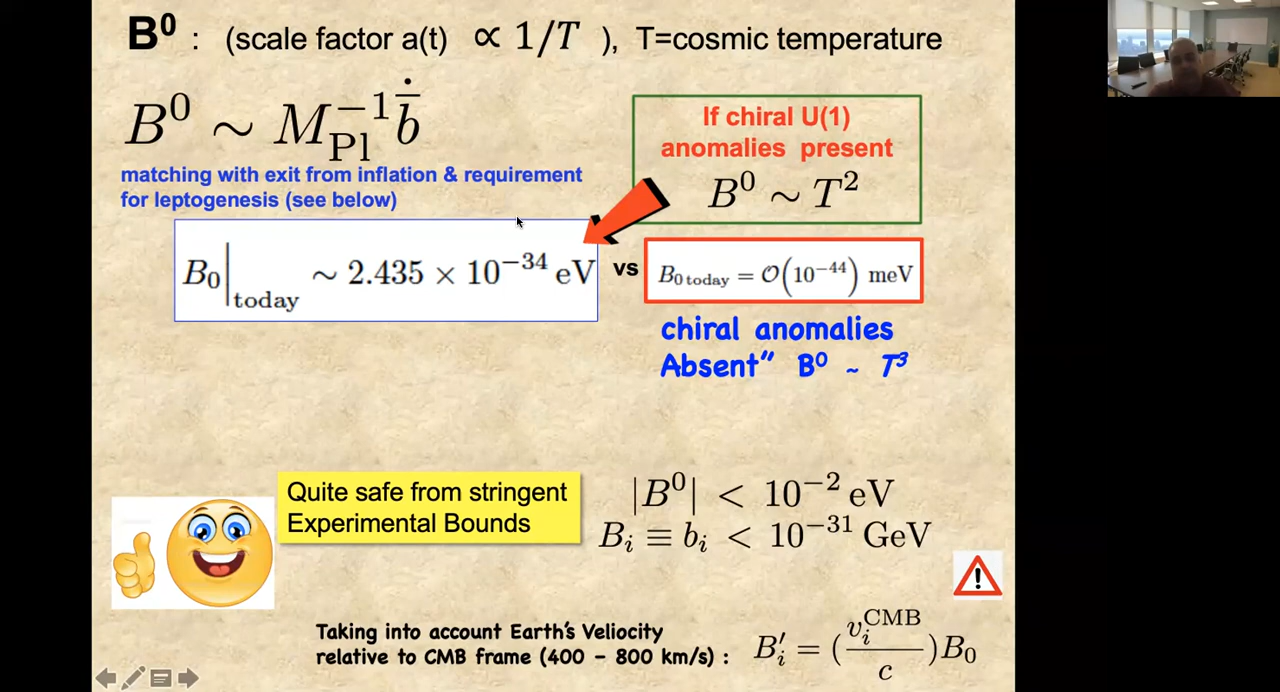 B⁰ : (scale factor a(t) ∝ 1/T ), T=cosmic temperature
B⁰ ∼ M_Pl⁻¹ \dot{\bar{b}}
matching with exit from inflation & requirement
for leptogenesis (see below)
If chiral U(1)
anomalies present
B⁰ ∼ T²
B₀|_today ∼ 2.435 × 10⁻³⁴ eV
vs
B₀ today = 𝒪(10⁻⁴⁴) meV
chiral anomalies
Absent” B⁰ ~ T³
Quite safe from stringent
Experimental Bounds
|B⁰| < 10⁻² eV
Bᵢ ≡ bᵢ < 10⁻³¹ GeV
!
Taking into account Earth's Veliocity
relative to CMB frame (400 – 800 km/s) :
B′ᵢ = (vᵢ^CMB / c) B₀